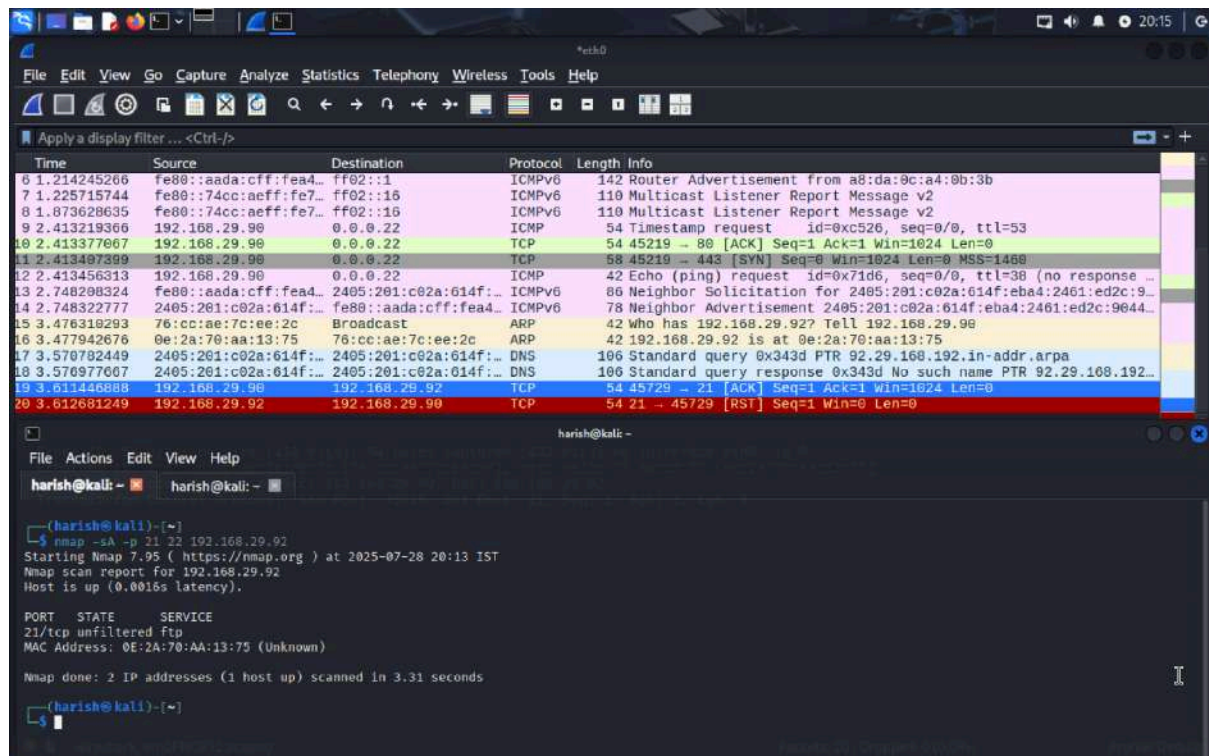 20:15
*eth0
File Edit View Go Capture Analyze Statistics Telephony Wireless Tools Help
Apply a display filter ... <Ctrl-/>
Time Source Destination Protocol Length Info
6 1.214245266 fe80::aada:cff:fea4… ff02::1 ICMPv6 142 Router Advertisement from a8:da:0c:a4:0b:3b
7 1.225715744 fe80::74cc:aeff:fe7… ff02::16 ICMPv6 110 Multicast Listener Report Message v2
8 1.873628635 fe80::74cc:aeff:fe7… ff02::16 ICMPv6 110 Multicast Listener Report Message v2
9 2.413219366 192.168.29.90 0.0.0.22 ICMP 54 Timestamp request id=0xc526, seq=0/0, ttl=53
10 2.413377067 192.168.29.90 0.0.0.22 TCP 54 45219 → 80 [ACK] Seq=1 Ack=1 Win=1024 Len=0
11 2.413407399 192.168.29.90 0.0.0.22 TCP 58 45219 → 443 [SYN] Seq=0 Win=1024 Len=0 MSS=1460
12 2.413456313 192.168.29.90 0.0.0.22 ICMP 42 Echo (ping) request id=0x71d6, seq=0/0, ttl=38 (no response …
13 2.748208324 fe80::aada:cff:fea4… 2405:201:c02a:614f:… ICMPv6 86 Neighbor Solicitation for 2405:201:c02a:614f:eba4:2461:ed2c:9…
14 2.748322777 2405:201:c02a:614f:… fe80::aada:cff:fea4… ICMPv6 78 Neighbor Advertisement 2405:201:c02a:614f:eba4:2461:ed2c:9044…
15 3.476310293 76:cc:ae:7c:ee:2c Broadcast ARP 42 Who has 192.168.29.92? Tell 192.168.29.90
16 3.477942676 0e:2a:70:aa:13:75 76:cc:ae:7c:ee:2c ARP 42 192.168.29.92 is at 0e:2a:70:aa:13:75
17 3.570782449 2405:201:c02a:614f:… 2405:201:c02a:614f:… DNS 106 Standard query 0x343d PTR 92.29.168.192.in-addr.arpa
18 3.576977667 2405:201:c02a:614f:… 2405:201:c02a:614f:… DNS 106 Standard query response 0x343d No such name PTR 92.29.168.192…
19 3.611446888 192.168.29.90 192.168.29.92 TCP 54 45729 → 21 [ACK] Seq=1 Ack=1 Win=1024 Len=0
20 3.612681249 192.168.29.92 192.168.29.90 TCP 54 21 → 45729 [RST] Seq=1 Win=0 Len=0
harish@kali: ~
File Actions Edit View Help
harish@kali: ~ harish@kali: ~
(harish㉿kali)-[~]
$ nmap -sA -p 21 22 192.168.29.92
Starting Nmap 7.95 ( https://nmap.org ) at 2025-07-28 20:13 IST
Nmap scan report for 192.168.29.92
Host is up (0.0016s latency).
PORT STATE SERVICE
21/tcp unfiltered ftp
MAC Address: 0E:2A:70:AA:13:75 (Unknown)
Nmap done: 2 IP addresses (1 host up) scanned in 3.31 seconds
(harish㉿kali)-[~]
$